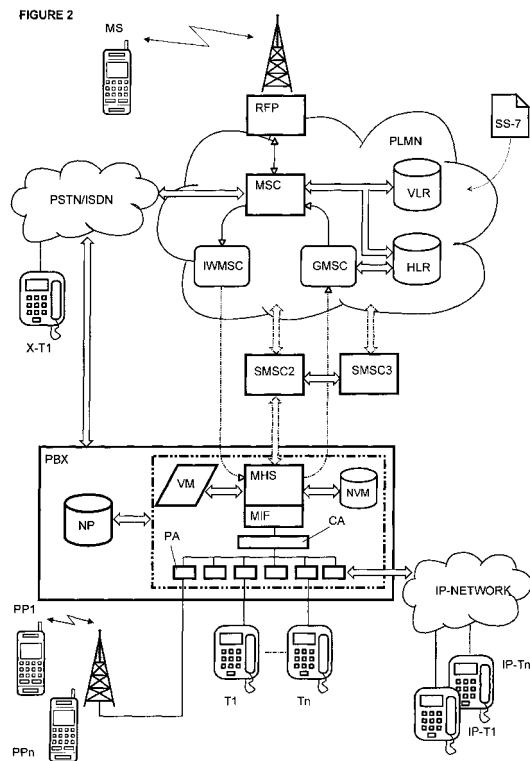 FIGURE 2
MS
RFP
PLMN
SS-7
MSC
VLR
PSTN/ISDN
IWMSC
GMSC
HLR
X-T1
SMSC2
SMSC3
PBX
VM
MHS
NVM
NP
MIF
CA
PA
IP-NETWORK
PP1
T1
Tn
IP-Tn
PPn
IP-T1